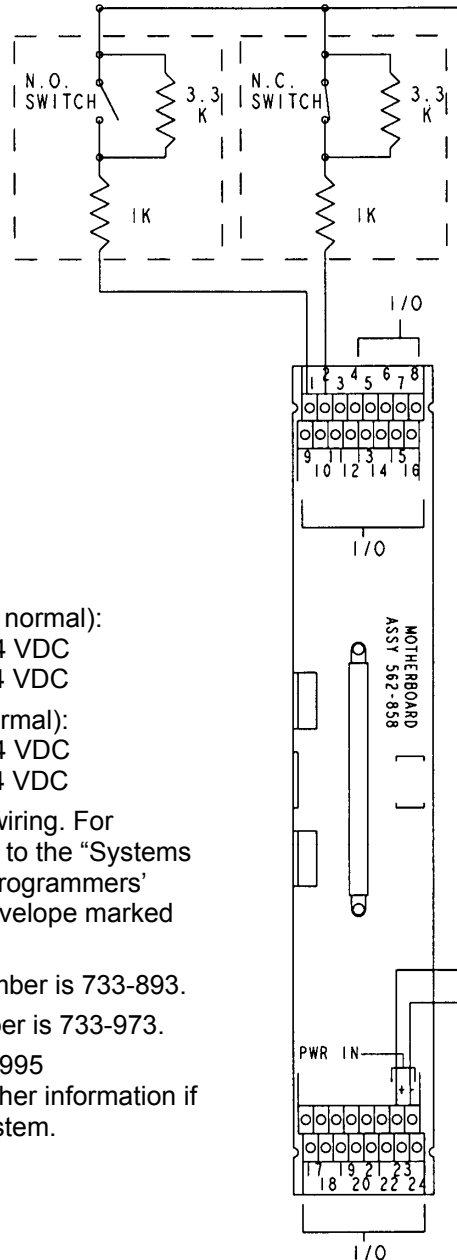 N.O.
SWITCH
3.3
K
N.C.
SWITCH
3.3
K
1K
1K
I/O
1 2 3 4 5 6 7 8
9 10 11 12 13 14 15 16
I/O
normal):
4 VDC
4 VDC
rmal):
4 VDC
4 VDC
wiring. For
to the “Systems
rogrammers’
velope marked
mber is 733-893.
ber is 733-973.
995
her information if
stem.
MOTHERBOARD
ASSY 562-858
PWR IN
+ -
17 18 19 20 21 22 23 24
I/O